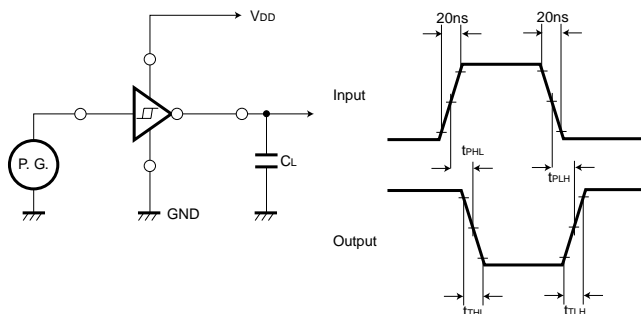 VDD
P. G.
GND
CL
20ns
20ns
Input
tPHL
tPLH
Output
tTHL
tTLH